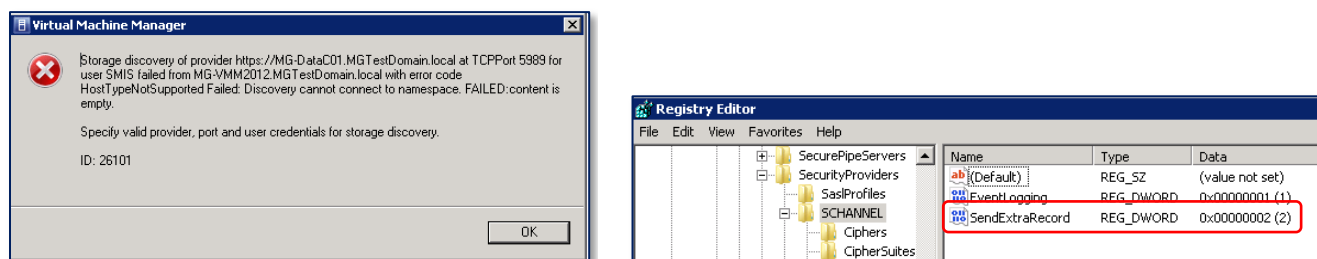 Virtual Machine Manager
Storage discovery of provider https://MG-DataC01.MGTestDomain.local at TCPPort 5989 for
user SMIS failed from MG-VMM2012.MGTestDomain.local with error code
HostTypeNotSupported Failed: Discovery cannot connect to namespace. FAILED:content is
empty.
Specify valid provider, port and user credentials for storage discovery.
ID: 26101
OK
Registry Editor
File Edit View Favorites Help
SecurePipeServers
SecurityProviders
SaslProfiles
SCHANNEL
Ciphers
CipherSuites
Name Type Data
(Default) REG_SZ (value not set)
EventLogging REG_DWORD 0x00000001 (1)
SendExtraRecord REG_DWORD 0x00000002 (2)